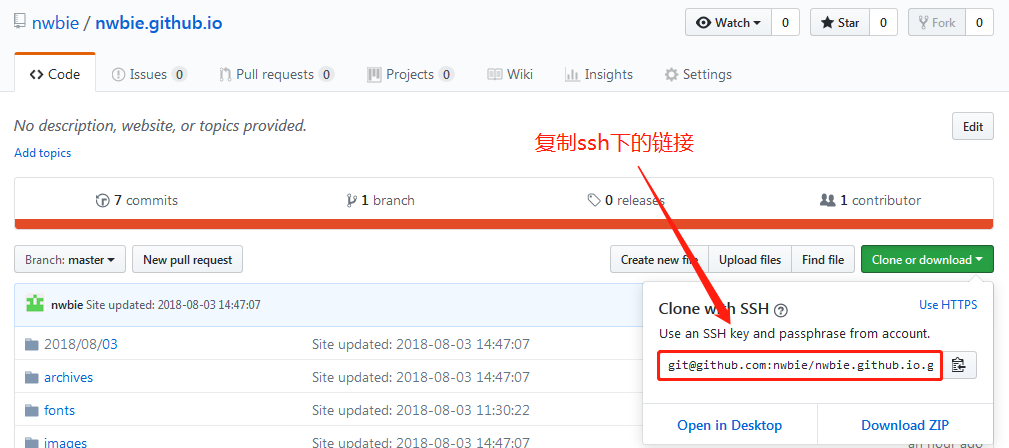 nwbie / nwbie.github.io
Watch 0
Star 0
Fork 0
Code
Issues 0
Pull requests 0
Projects 0
Wiki
Insights
Settings
No description, website, or topics provided.
Edit
Add topics
复制ssh下的链接
7 commits
1 branch
0 releases
1 contributor
Branch: master
New pull request
Create new file
Upload files
Find file
Clone or download
nwbie Site updated: 2018-08-03 14:47:07
Clone with SSH
Use HTTPS
Use an SSH key and passphrase from account.
git@github.com:nwbie/nwbie.github.io.g
Open in Desktop
Download ZIP
2018/08/03
Site updated: 2018-08-03 14:47:07
archives
Site updated: 2018-08-03 14:47:07
fonts
Site updated: 2018-08-03 11:30:22
images
Site updated: 2018-08-03 14:47:07
an hour ago